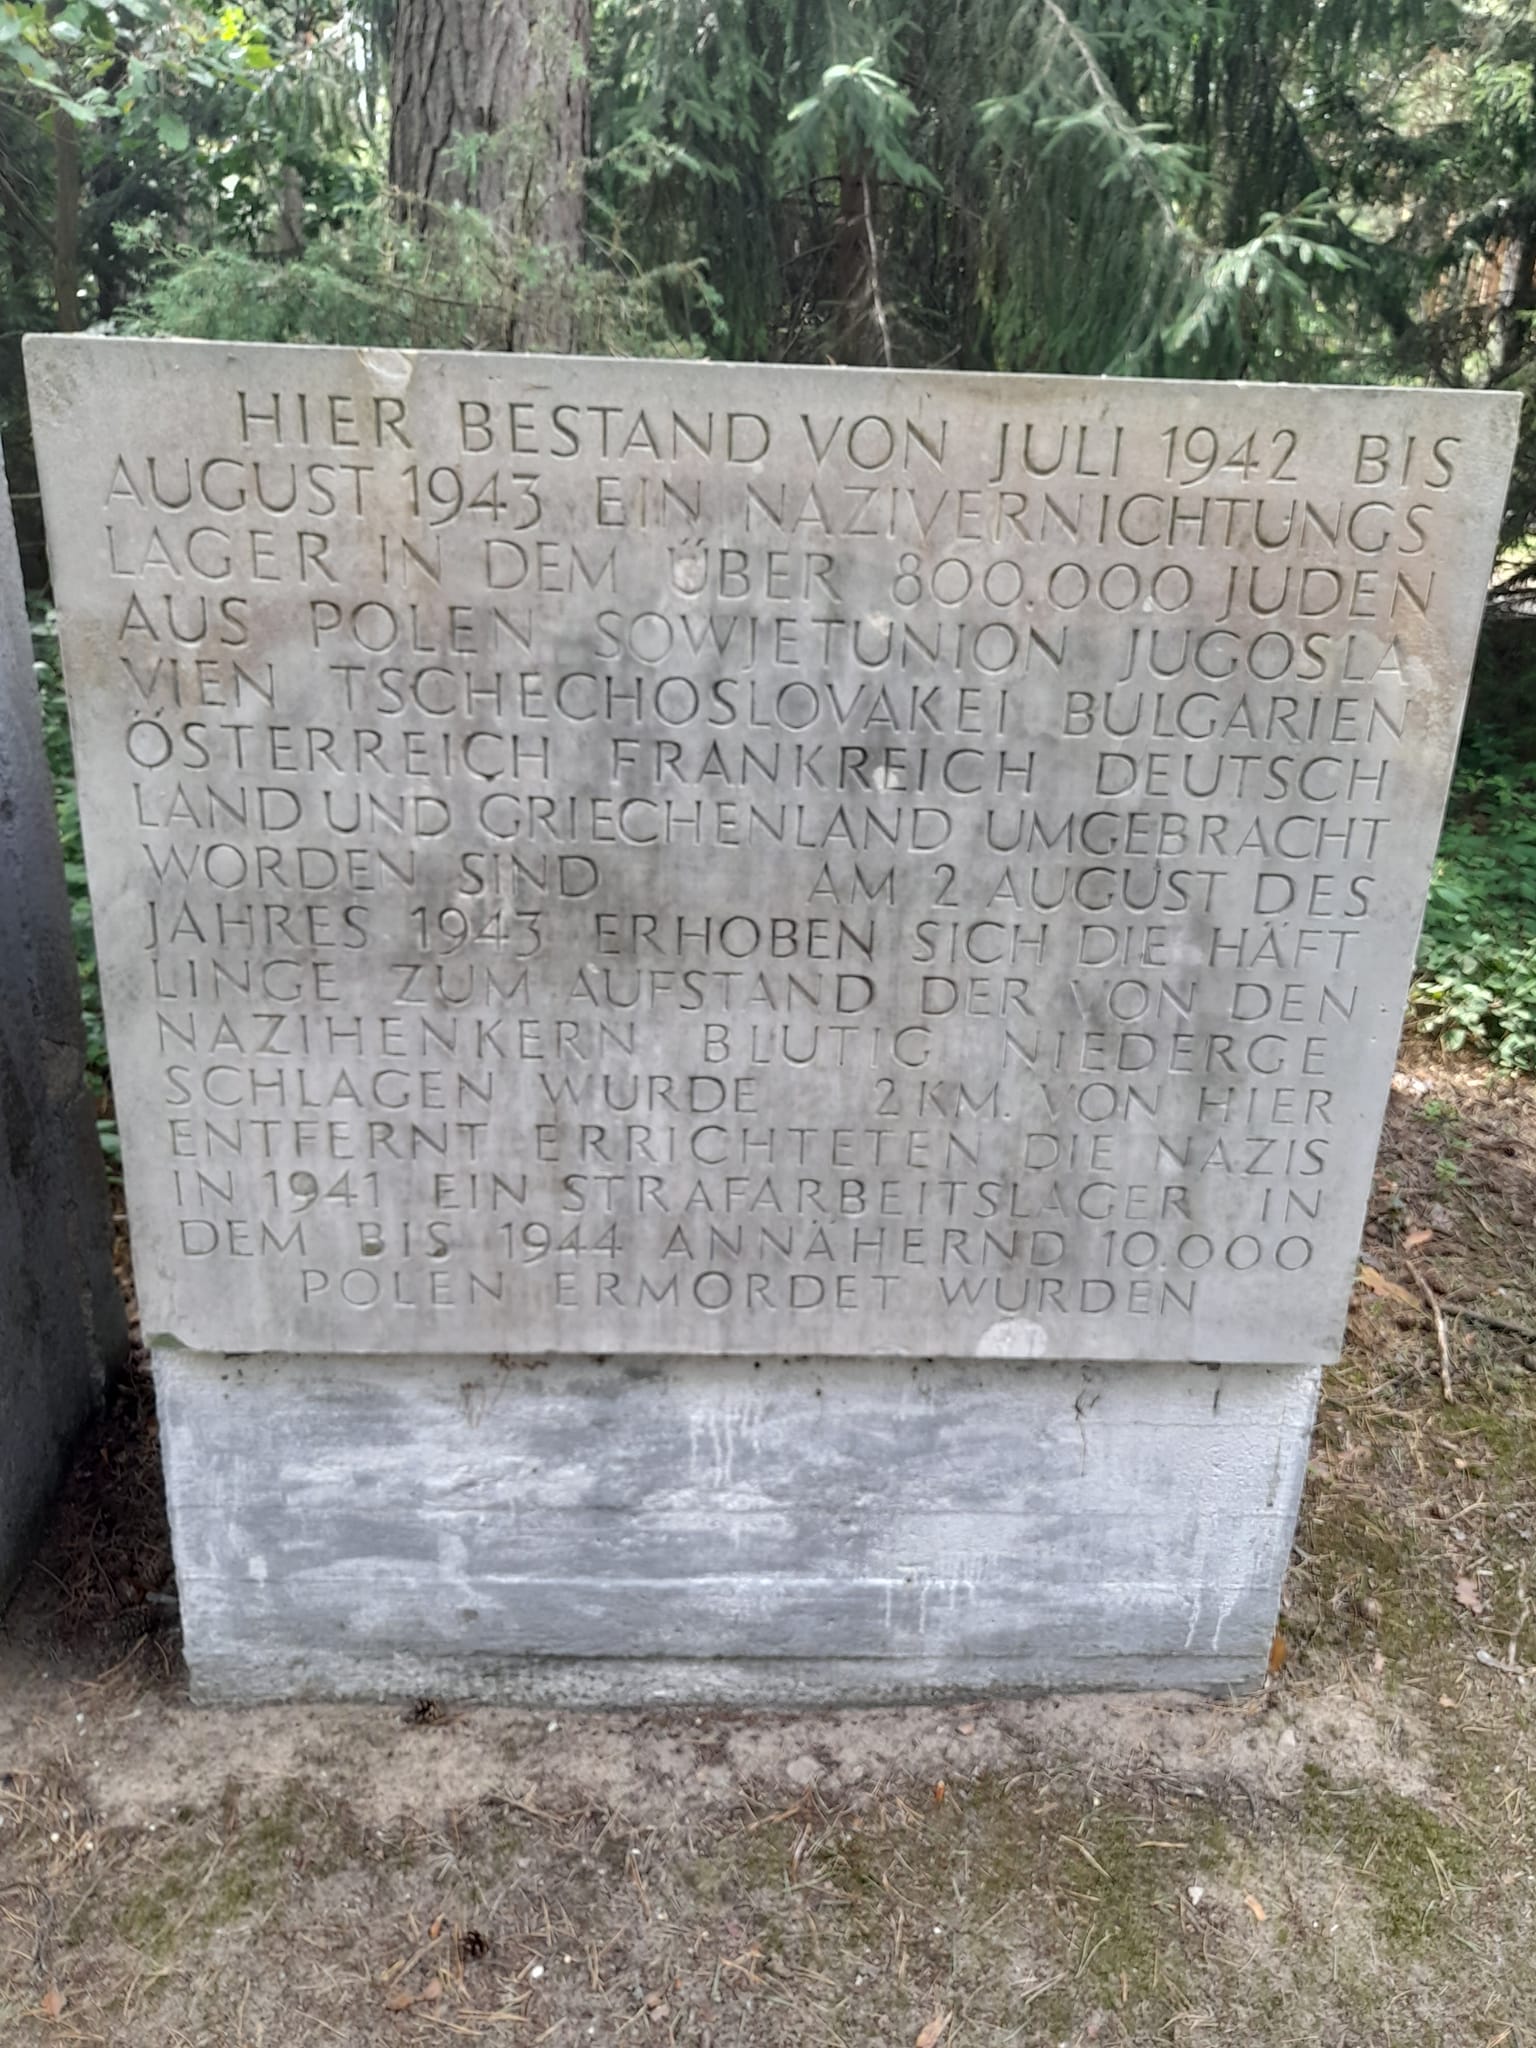 HIER BESTAND VON JULI 1942 BIS
AUGUST 1943 EIN NAZIVERNICHTUNGS
LAGER IN DEM ÜBER 800.000 JUDEN
AUS POLEN SOWJETUNION JUGOSLA
VIEN TSCHECHOSLOVAKEI BULGARIEN
ÖSTERREICH FRANKREICH DEUTSCH
LAND UND GRIECHENLAND UMGEBRACHT
WORDEN SIND AM 2 AUGUST DES
JAHRES 1943 ERHOBEN SICH DIE HÄFT
LINGE ZUM AUFSTAND DER VON DEN
NAZIHENKERN BLUTIG NIEDERGE
SCHLAGEN WURDE 2 KM. VON HIER
ENTFERNT ERRICHTETEN DIE NAZIS
IN 1941 EIN STRAFARBEITSLAGER IN
DEM BIS 1944 ANNÄHERND 10.000
POLEN ERMORDET WURDEN